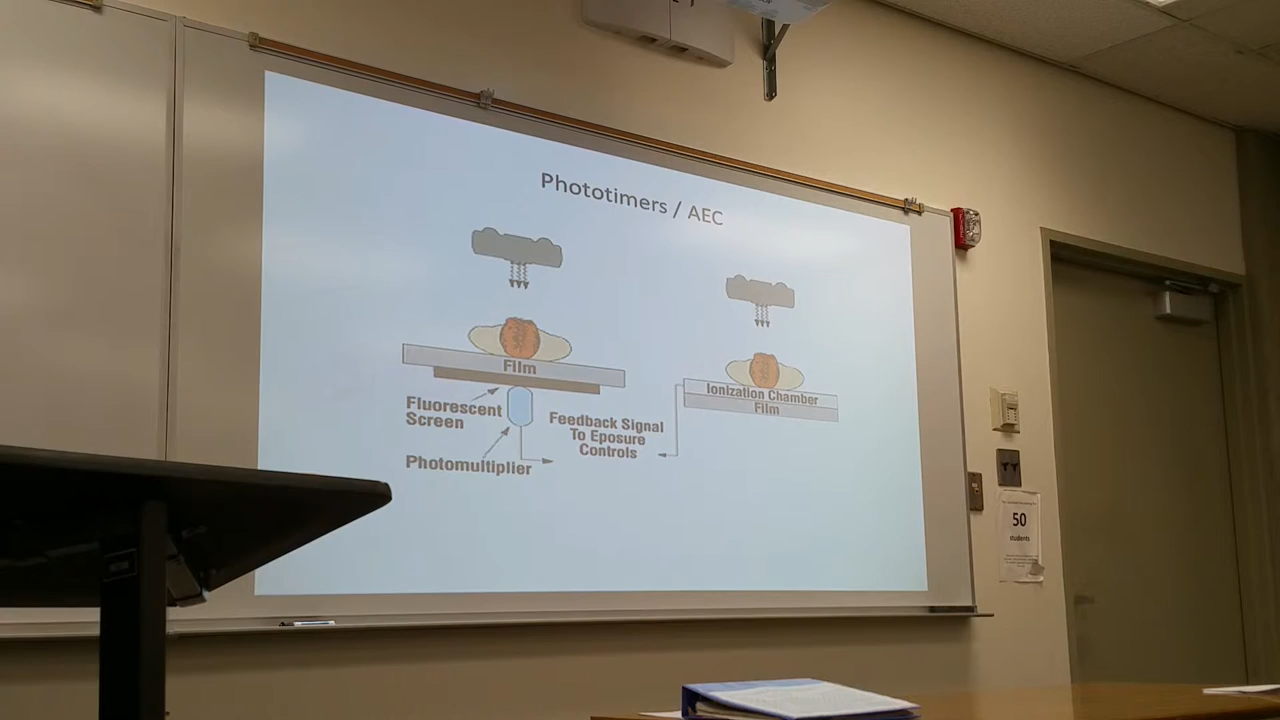 Phototimers / AEC
Film
Fluorescent
Screen
Photomultiplier
Feedback Signal
To Eposure
Controls
Ionization Chamber
Film
50
students